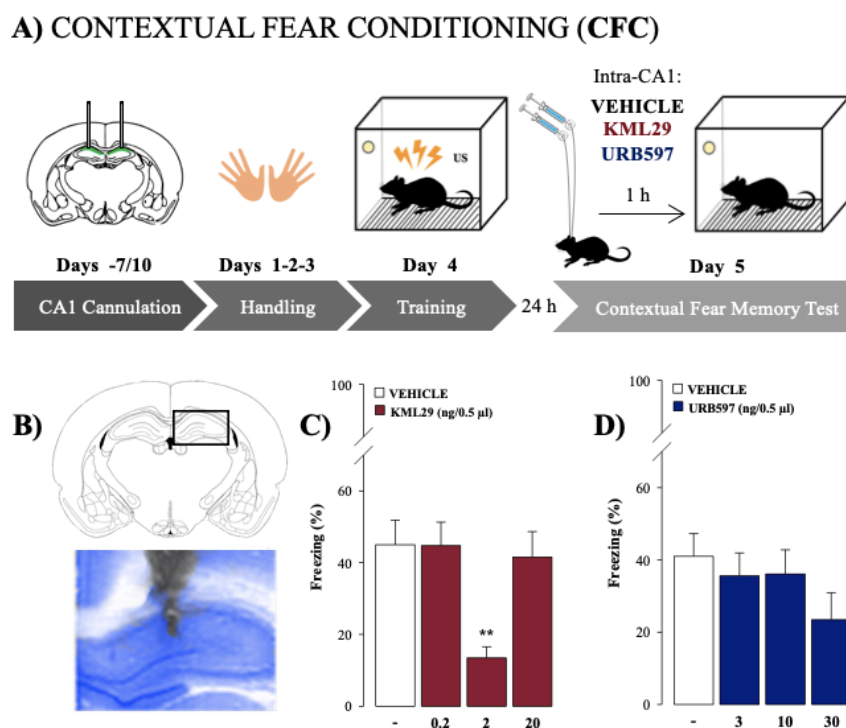 A) CONTEXTUAL FEAR CONDITIONING (CFC)
Intra-CA1:
VEHICLE
KML29
URB597
US
1 h
Days -7/10
Days 1-2-3
Day 4
Day 5
CA1 Cannulation
Handling
Training
24 h
Contextual Fear Memory Test
B)
C)
100
VEHICLE
KML29 (ng/0.5 µl)
Freezing (%)
60
40
20
0
**
-
0.2
2
20
D)
100
VEHICLE
URB597 (ng/0.5 µl)
Freezing (%)
60
40
20
0
-
3
10
30